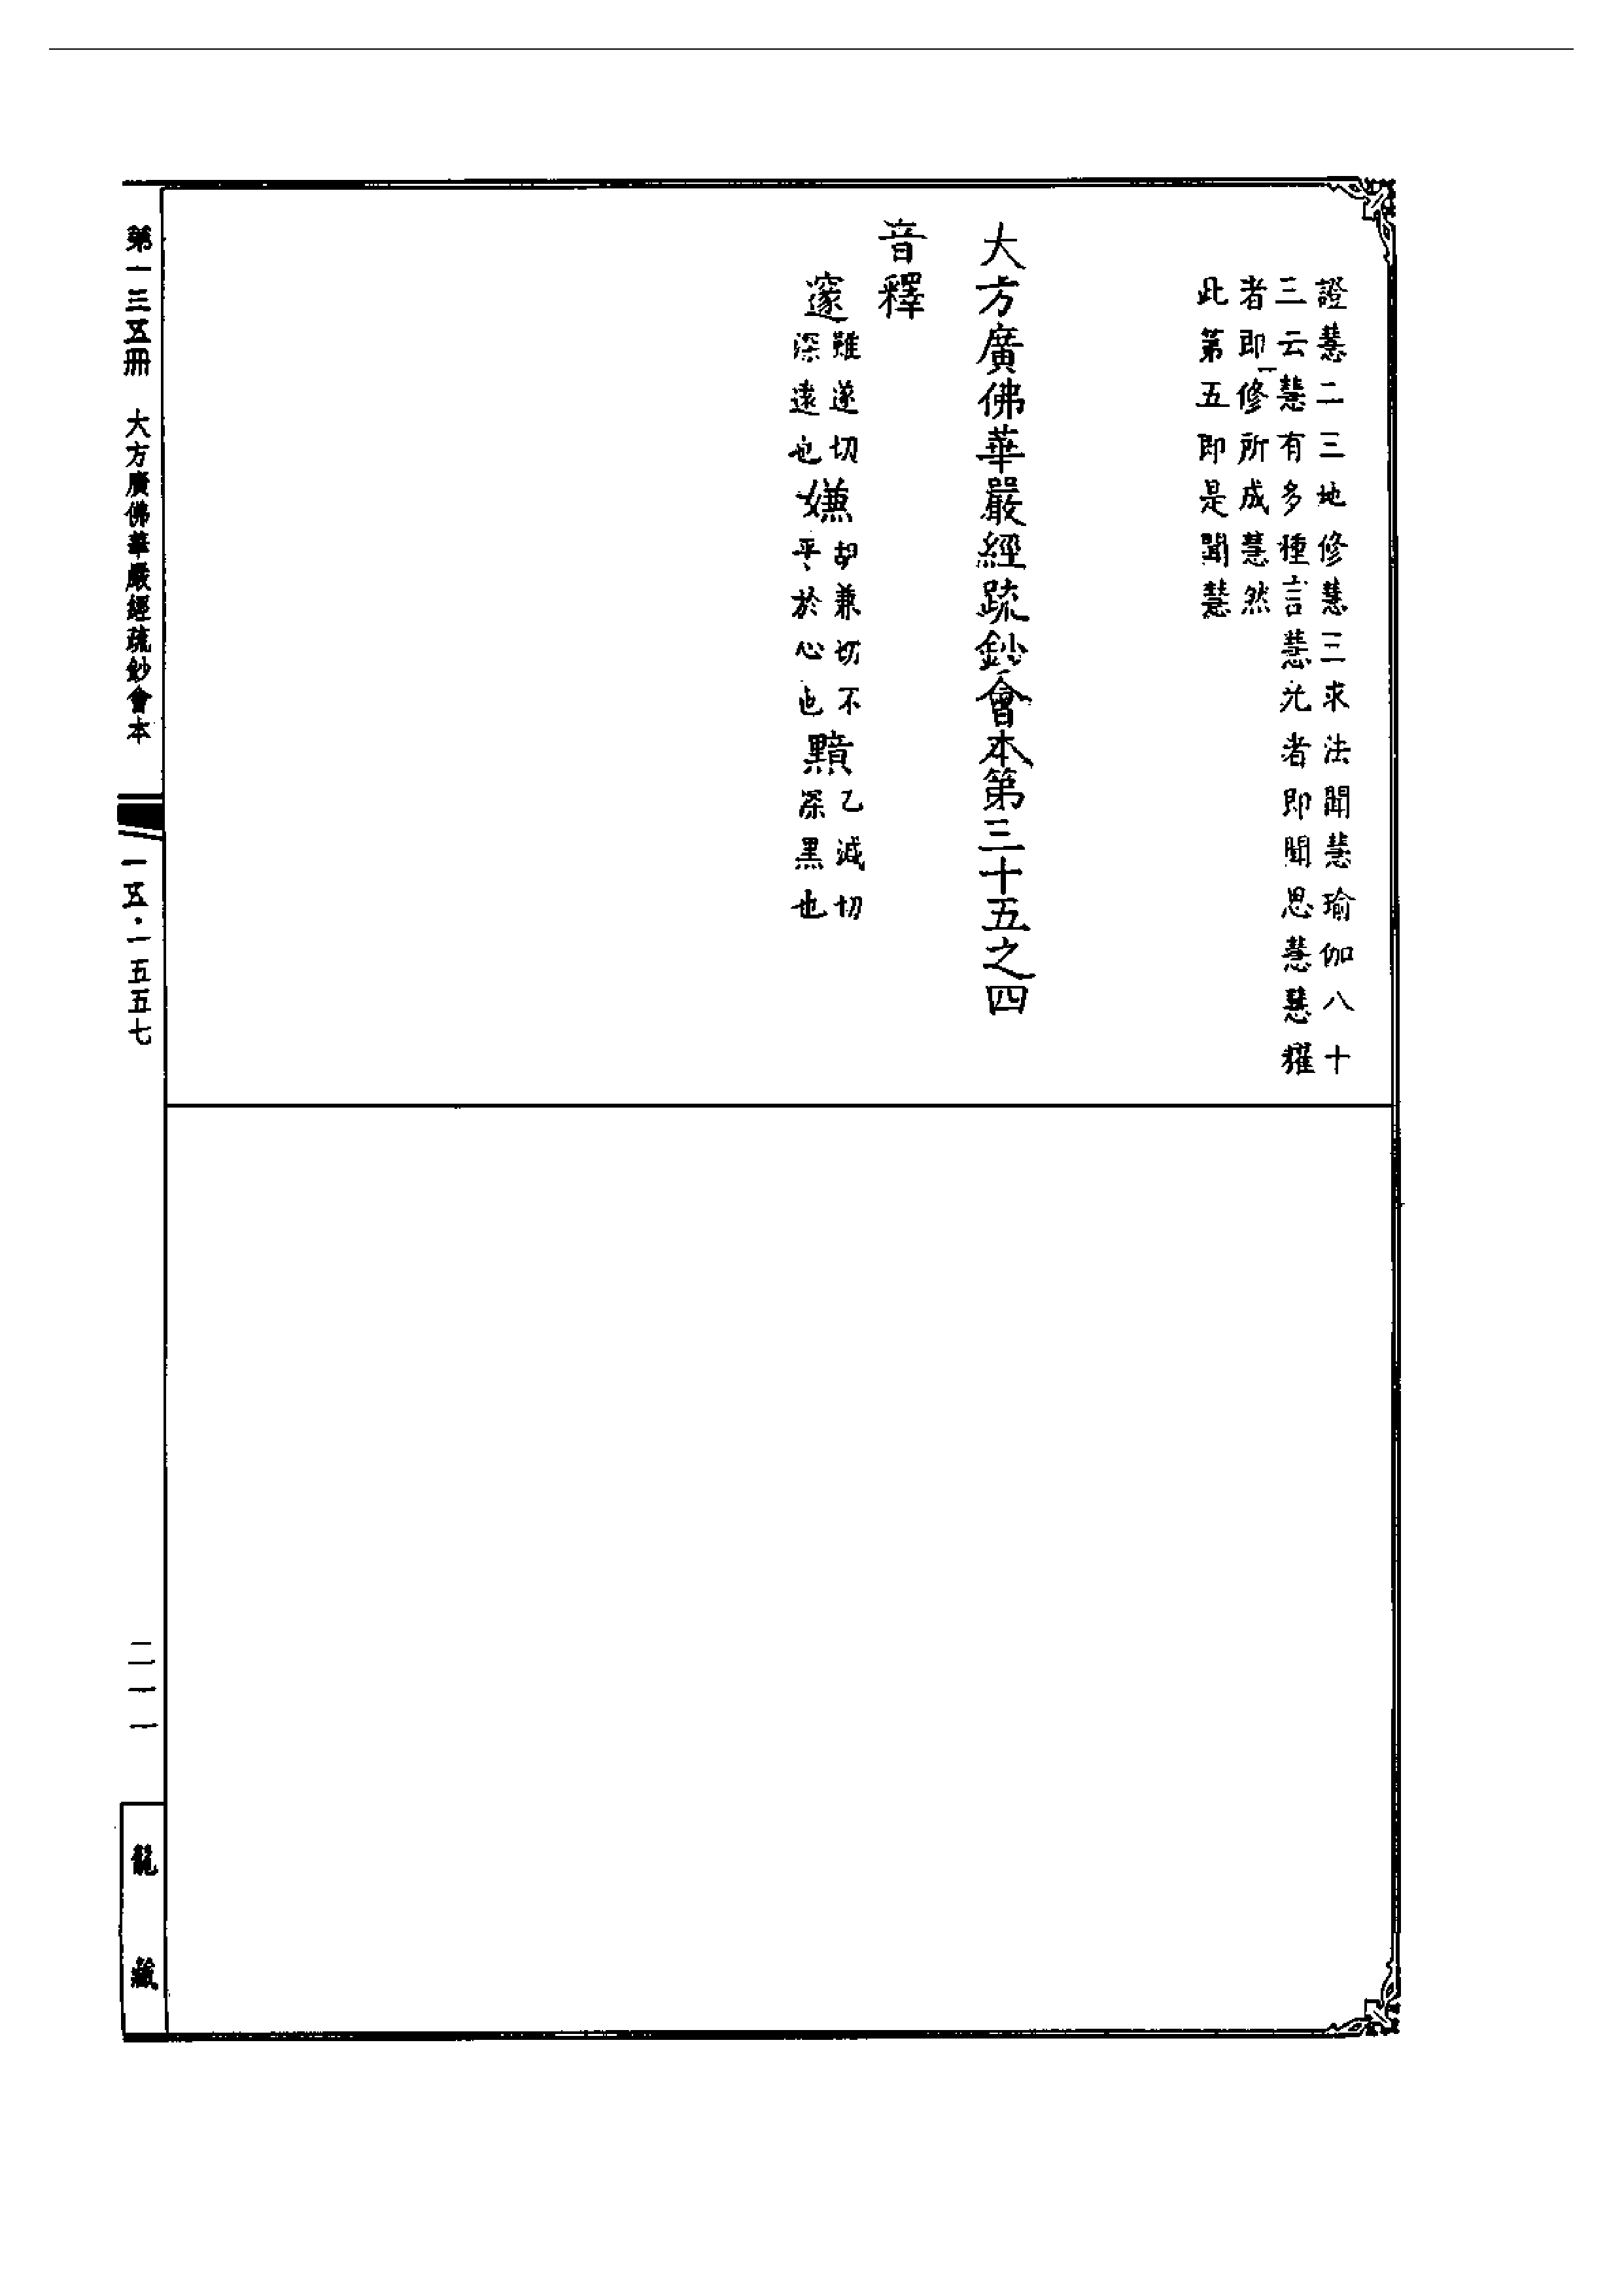 證慧二三地修慧三求法聞慧瑜伽八十
三云慧有多種言慧光者即聞思慧慧耀
者即修所成慧然
此第五即是聞慧
大方廣佛華嚴經疏鈔會本第三十五之四
音釋
邃
雖遂切
深遠也
嫌
胡兼切不
平於心也
黯
乙減切
深黑也
第一三五冊 大方廣佛華嚴經疏鈔會本
一五·一五五七
二一一
龍藏